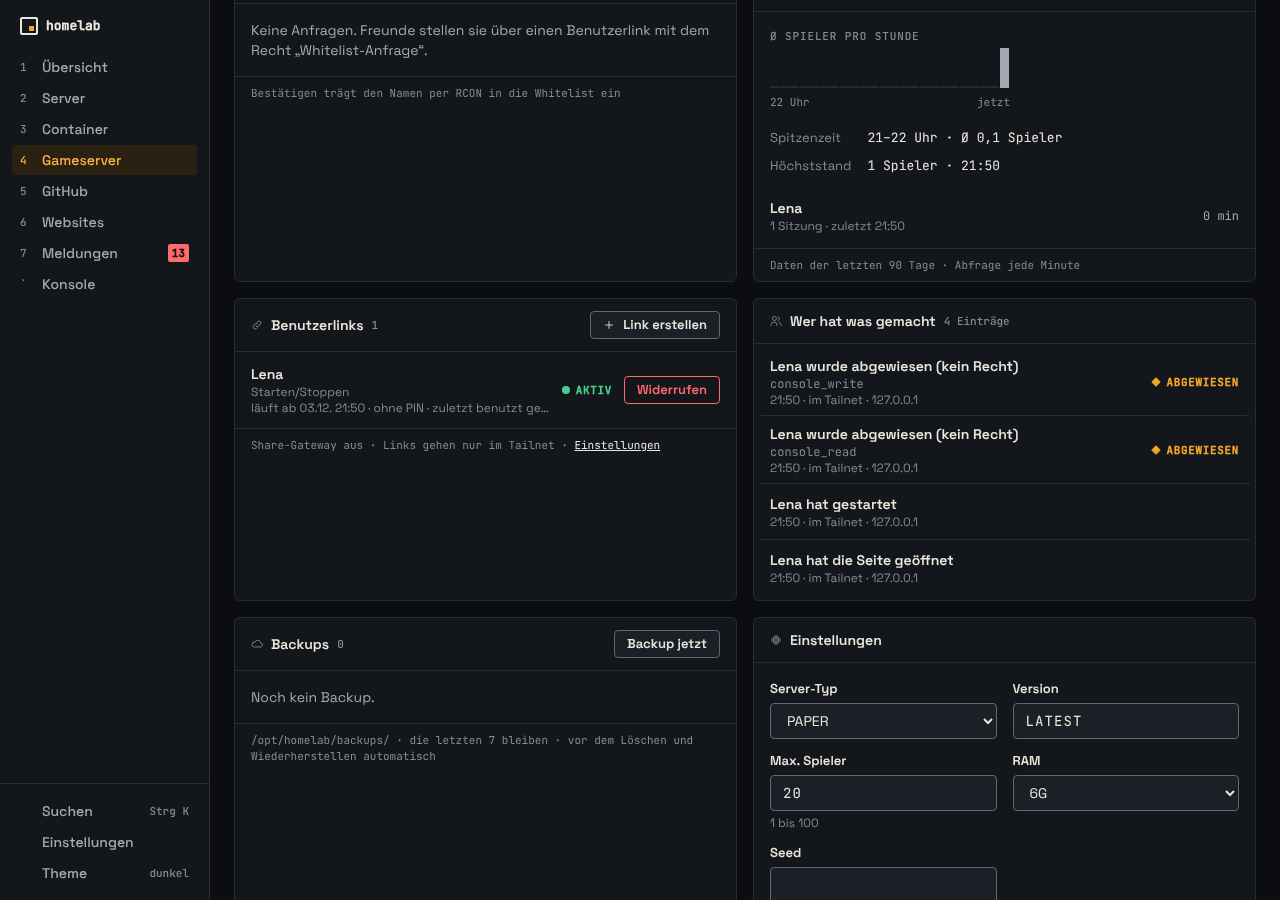 homelab
1 Übersicht
2 Server
3 Container
4 Gameserver
5 GitHub
6 Websites
7 Meldungen 13
` Konsole
Suchen Strg K
Einstellungen
Theme dunkel
Keine Anfragen. Freunde stellen sie über einen Benutzerlink mit dem
Recht „Whitelist-Anfrage“.
Bestätigen trägt den Namen per RCON in die Whitelist ein
Ø SPIELER PRO STUNDE
22 Uhr jetzt
Spitzenzeit 21–22 Uhr · Ø 0,1 Spieler
Höchststand 1 Spieler · 21:50
Lena
1 Sitzung · zuletzt 21:50
0 min
Daten der letzten 90 Tage · Abfrage jede Minute
Benutzerlinks 1
+ Link erstellen
Lena
Starten/Stoppen
läuft ab 03.12. 21:50 · ohne PIN · zuletzt benutzt ge…
AKTIV
Widerrufen
Share-Gateway aus · Links gehen nur im Tailnet · Einstellungen
Wer hat was gemacht 4 Einträge
Lena wurde abgewiesen (kein Recht)
console_write
21:50 · im Tailnet · 127.0.0.1
ABGEWIESEN
Lena wurde abgewiesen (kein Recht)
console_read
21:50 · im Tailnet · 127.0.0.1
ABGEWIESEN
Lena hat gestartet
21:50 · im Tailnet · 127.0.0.1
Lena hat die Seite geöffnet
21:50 · im Tailnet · 127.0.0.1
Backups 0
Backup jetzt
Noch kein Backup.
/opt/homelab/backups/ · die letzten 7 bleiben · vor dem Löschen und
Wiederherstellen automatisch
Einstellungen
Server-Typ Version
PAPER LATEST
Max. Spieler RAM
20 6G
1 bis 100
Seed